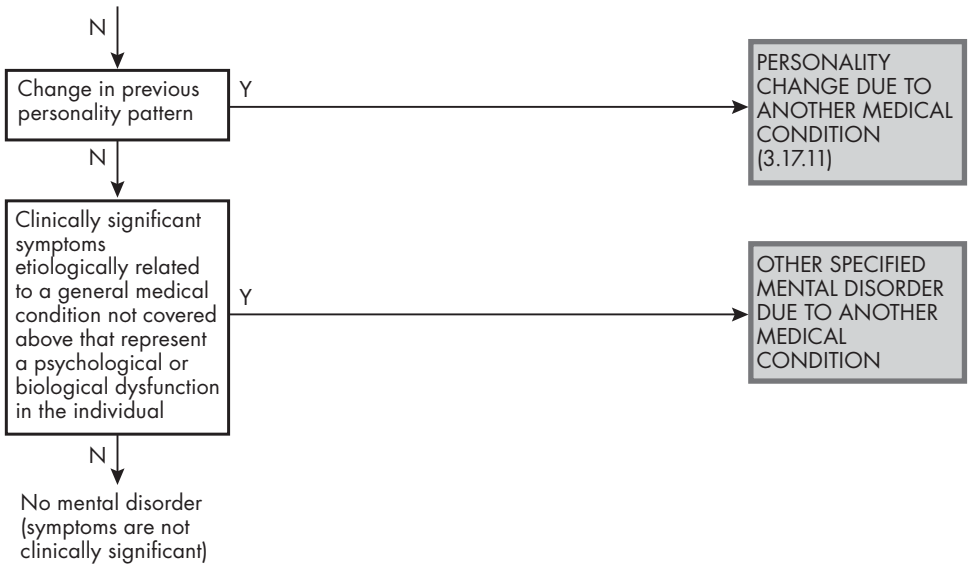 N
Change in previous
personality pattern
Y
PERSONALITY
CHANGE DUE TO
ANOTHER MEDICAL
CONDITION
(3.17.11)
N
Clinically significant
symptoms
etiologically related
to a general medical
condition not covered
above that represent
a psychological or
biological dysfunction
in the individual
Y
OTHER SPECIFIED
MENTAL DISORDER
DUE TO ANOTHER
MEDICAL
CONDITION
N
No mental disorder
(symptoms are not
clinically significant)